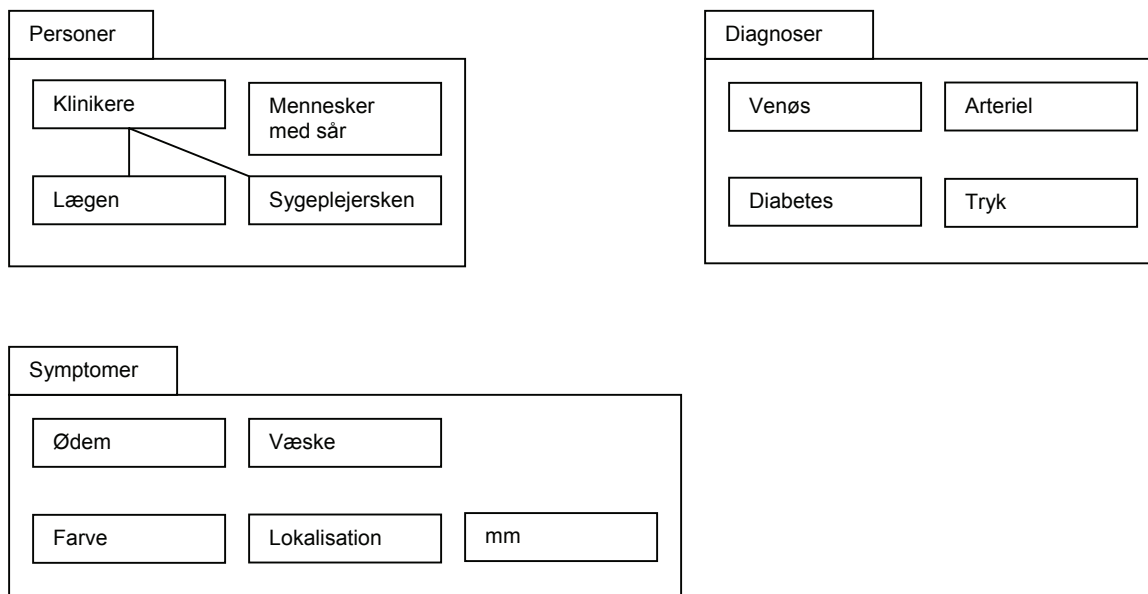 Personer
Klinikere
Mennesker
med sår
Lægen
Sygeplejersken
Diagnoser
Venøs
Arteriel
Diabetes
Tryk
Symptomer
Ødem
Væske
Farve
Lokalisation
mm